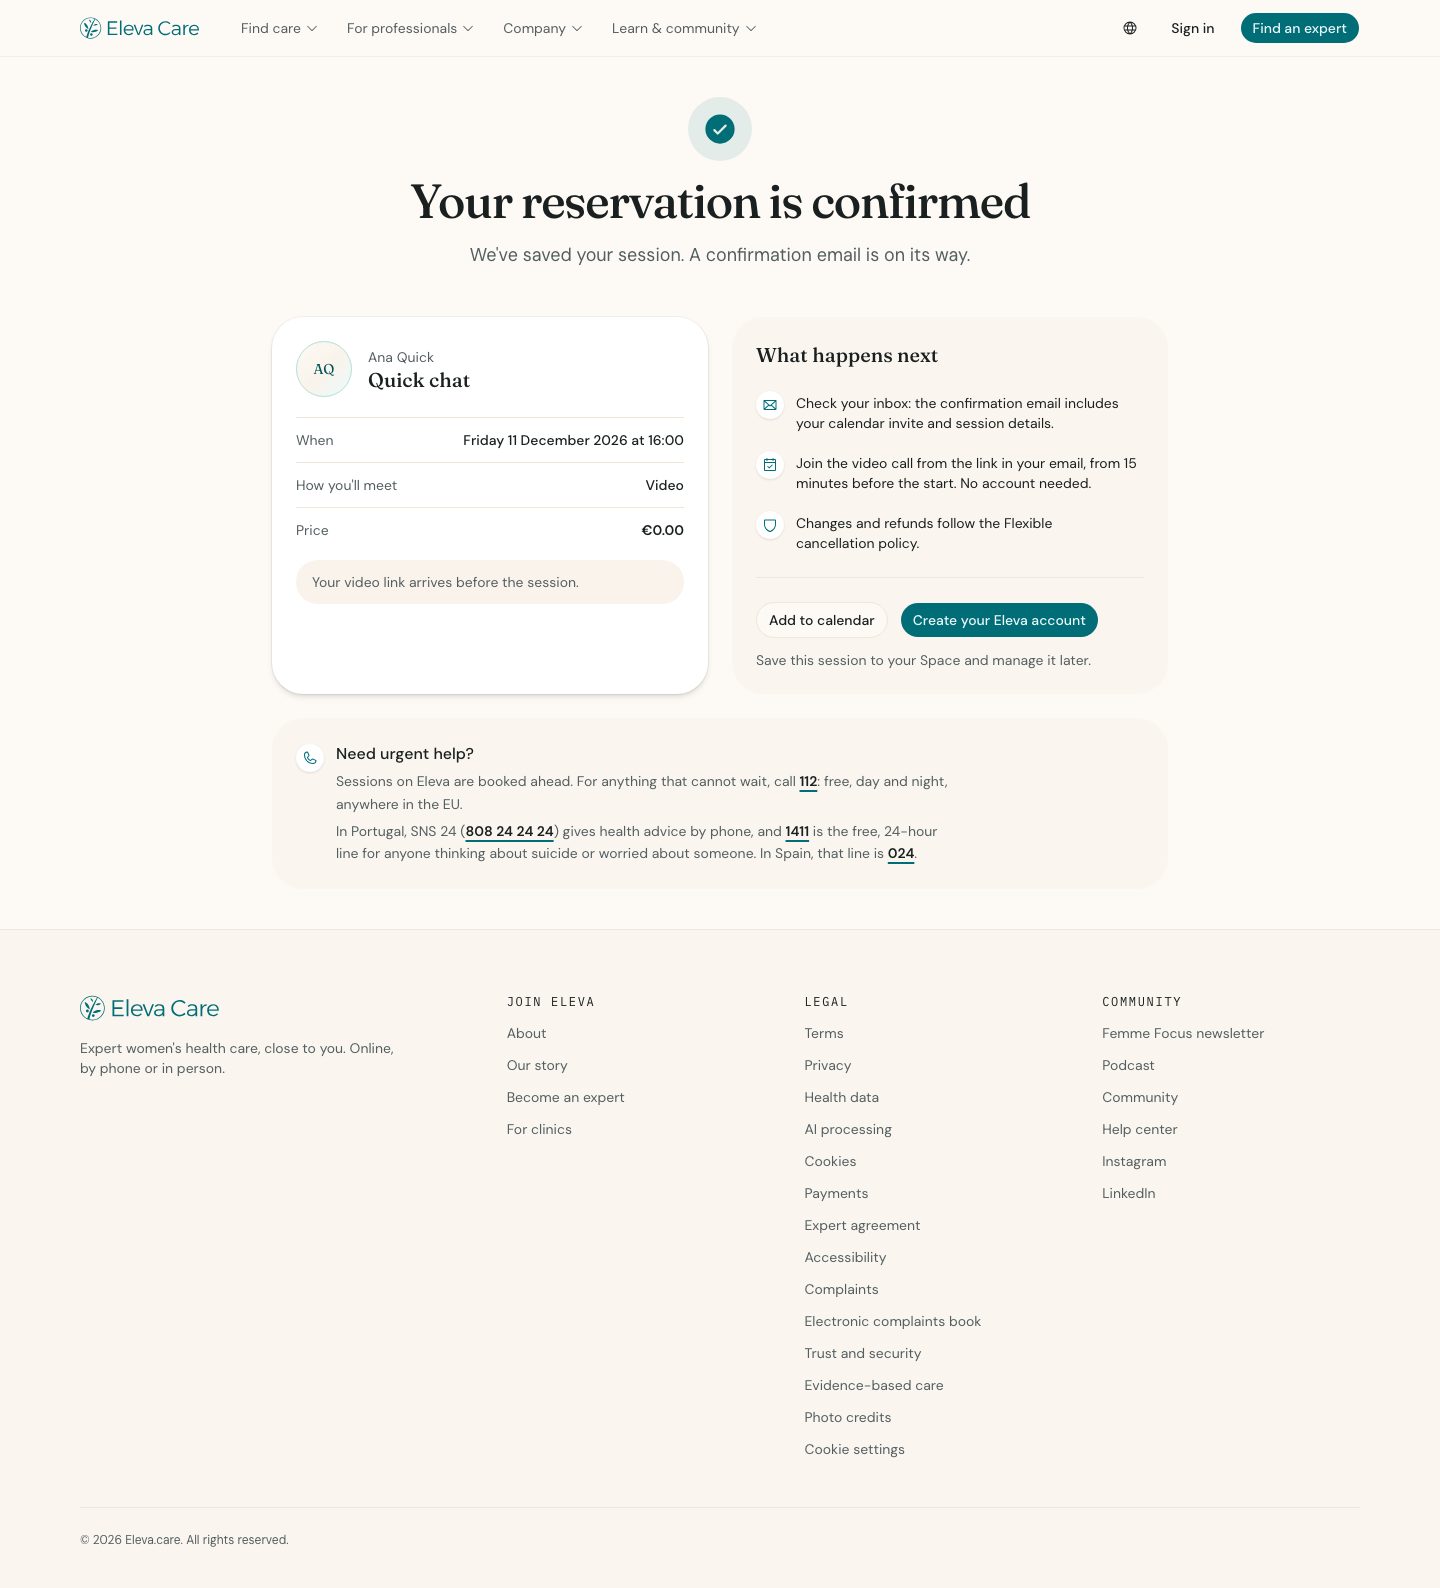 Eleva Care
Find care
For professionals
Company
Learn & community
Sign in
Find an expert
Your reservation is confirmed
We've saved your session. A confirmation email is on its way.
AQ
Ana Quick
Quick chat
When
Friday 11 December 2026 at 16:00
How you'll meet
Video
Price
€0.00
Your video link arrives before the session.
What happens next
Check your inbox: the confirmation email includes
your calendar invite and session details.
Join the video call from the link in your email, from 15
minutes before the start. No account needed.
Changes and refunds follow the Flexible
cancellation policy.
Add to calendar
Create your Eleva account
Save this session to your Space and manage it later.
Need urgent help?
Sessions on Eleva are booked ahead. For anything that cannot wait, call 112: free, day and night,
anywhere in the EU.
In Portugal, SNS 24 (808 24 24 24) gives health advice by phone, and 1411 is the free, 24-hour
line for anyone thinking about suicide or worried about someone. In Spain, that line is 024.
Eleva Care
Expert women's health care, close to you. Online,
by phone or in person.
JOIN ELEVA
About
Our story
Become an expert
For clinics
LEGAL
Terms
Privacy
Health data
AI processing
Cookies
Payments
Expert agreement
Accessibility
Complaints
Electronic complaints book
Trust and security
Evidence-based care
Photo credits
Cookie settings
COMMUNITY
Femme Focus newsletter
Podcast
Community
Help center
Instagram
LinkedIn
© 2026 Eleva.care. All rights reserved.